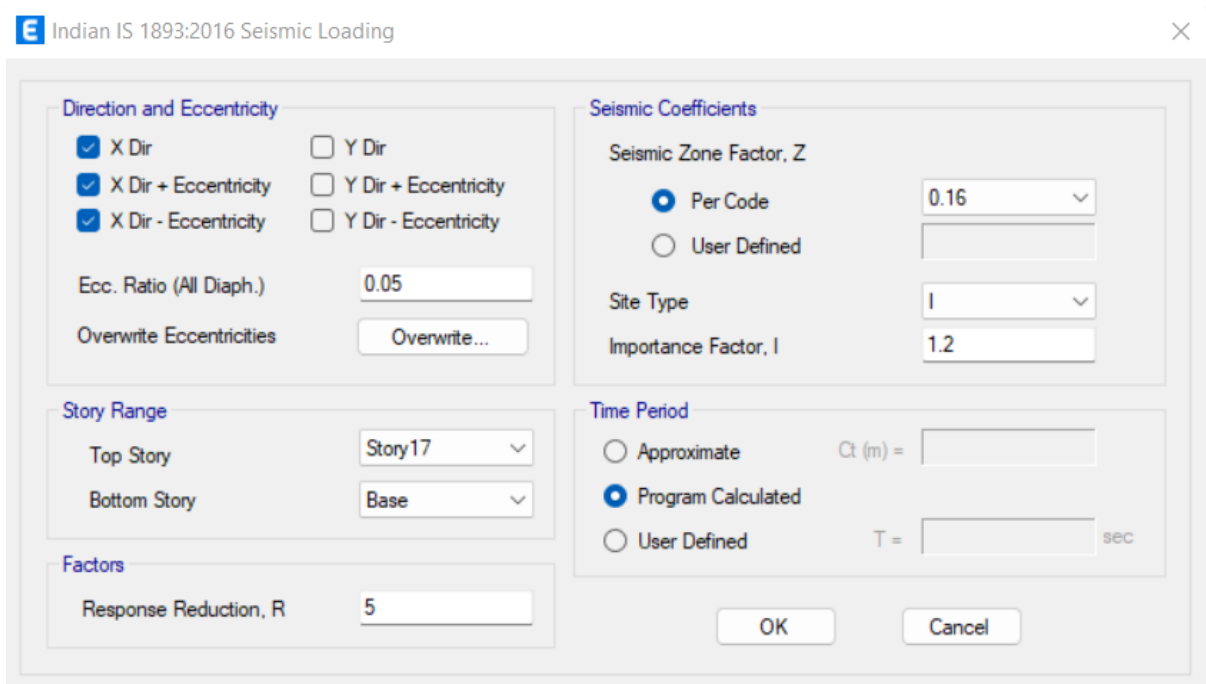 E Indian IS 1893:2016 Seismic Loading
Direction and Eccentricity
X Dir
Y Dir
X Dir + Eccentricity
Y Dir + Eccentricity
X Dir - Eccentricity
Y Dir - Eccentricity
Ecc. Ratio (All Diaph.)
0.05
Overwrite Eccentricities
Overwrite...
Story Range
Top Story
Story17
Bottom Story
Base
Factors
Response Reduction, R
5
Seismic Coefficients
Seismic Zone Factor, Z
Per Code
0.16
User Defined
Site Type
I
Importance Factor, I
1.2
Time Period
Approximate
Ct (m) =
Program Calculated
User Defined
T =
sec
OK
Cancel